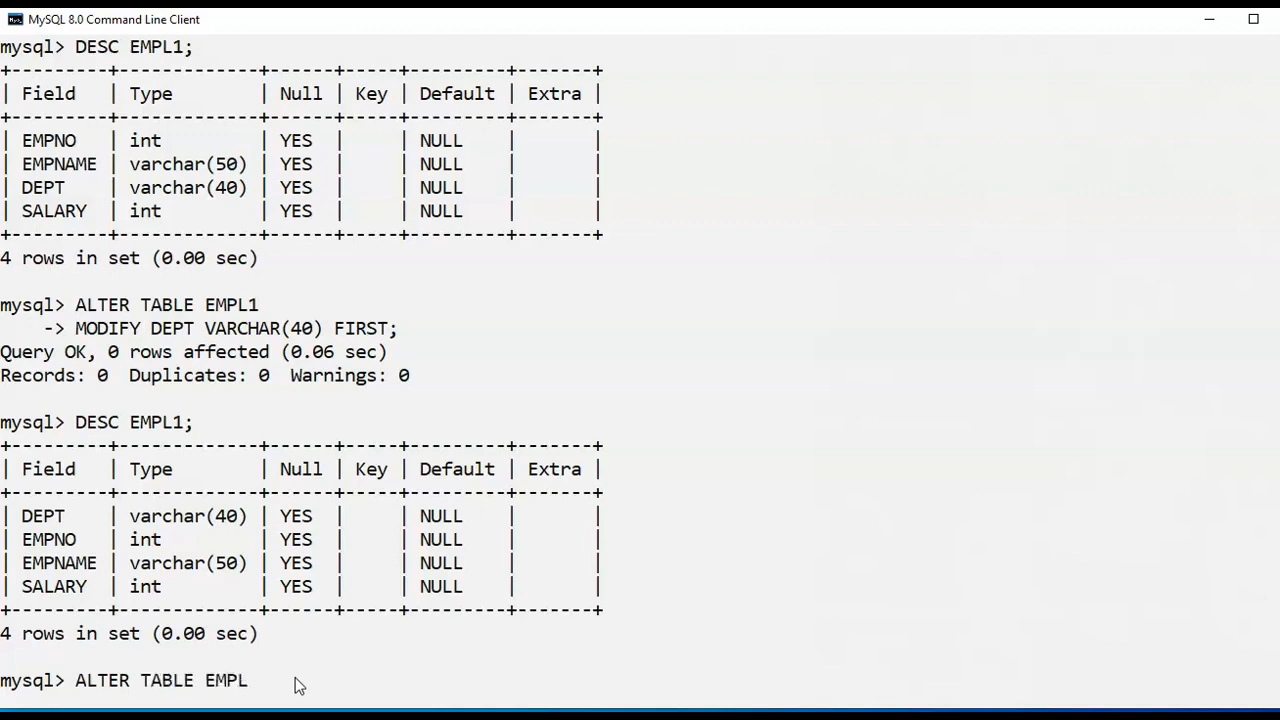 MySQL 8.0 Command Line Client
mysql> DESC EMPL1;
+---------+-------------+------+-----+---------+-------+
| Field   | Type        | Null | Key | Default | Extra |
+---------+-------------+------+-----+---------+-------+
| EMPNO   | int         | YES  |     | NULL    |       |
| EMPNAME | varchar(50) | YES  |     | NULL    |       |
| DEPT    | varchar(40) | YES  |     | NULL    |       |
| SALARY  | int         | YES  |     | NULL    |       |
+---------+-------------+------+-----+---------+-------+
4 rows in set (0.00 sec)
mysql> ALTER TABLE EMPL1
    -> MODIFY DEPT VARCHAR(40) FIRST;
Query OK, 0 rows affected (0.06 sec)
Records: 0  Duplicates: 0  Warnings: 0
mysql> DESC EMPL1;
+---------+-------------+------+-----+---------+-------+
| Field   | Type        | Null | Key | Default | Extra |
+---------+-------------+------+-----+---------+-------+
| DEPT    | varchar(40) | YES  |     | NULL    |       |
| EMPNO   | int         | YES  |     | NULL    |       |
| EMPNAME | varchar(50) | YES  |     | NULL    |       |
| SALARY  | int         | YES  |     | NULL    |       |
+---------+-------------+------+-----+---------+-------+
4 rows in set (0.00 sec)
mysql> ALTER TABLE EMPL